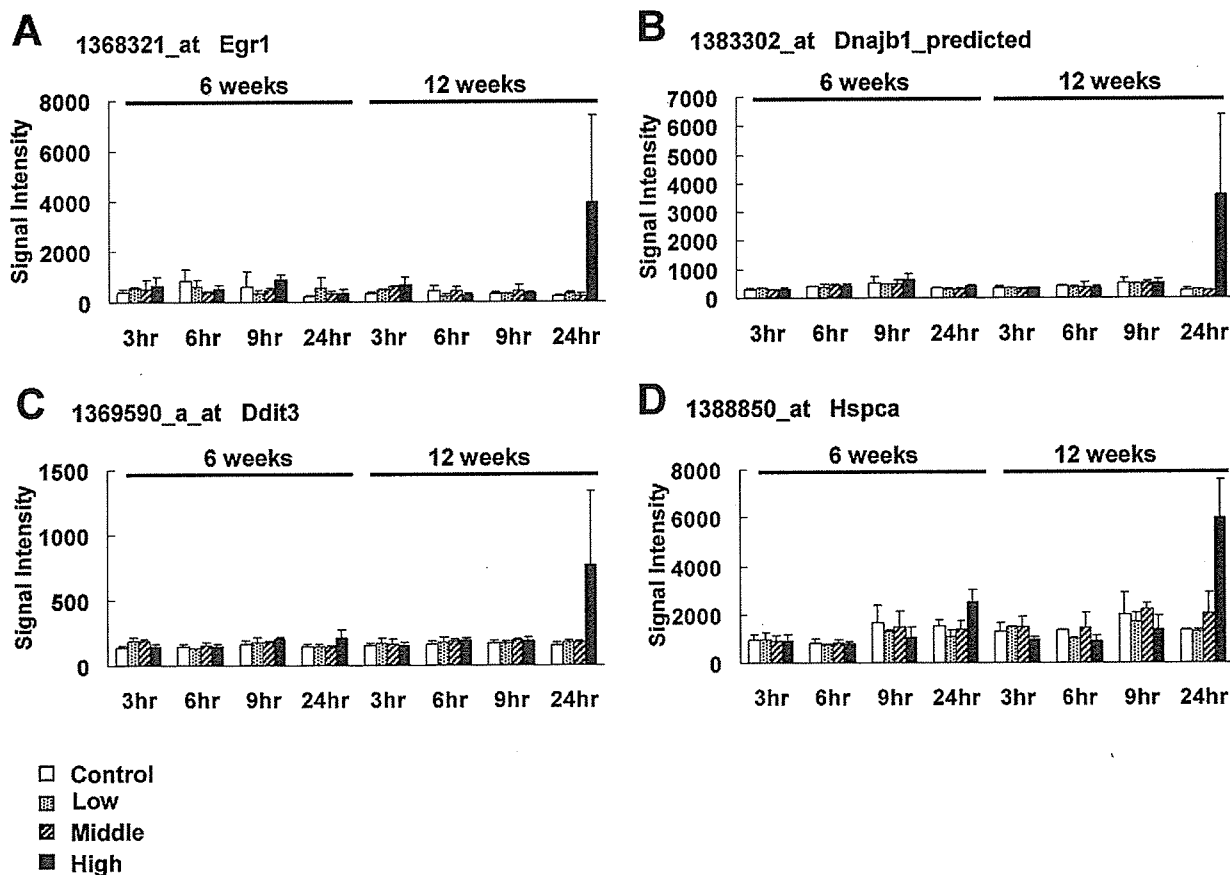 A 1368321_at Egr1
6 weeks 12 weeks
8000
6000
4000
2000
0
Signal Intensity
3hr 6hr 9hr 24hr 3hr 6hr 9hr 24hr
B 1383302_at Dnajb1_predicted
6 weeks 12 weeks
7000
6000
5000
4000
3000
2000
1000
0
Signal Intensity
3hr 6hr 9hr 24hr 3hr 6hr 9hr 24hr
C 1369590_a_at Ddit3
6 weeks 12 weeks
1500
1000
500
0
Signal Intensity
3hr 6hr 9hr 24hr 3hr 6hr 9hr 24hr
D 1388850_at Hspca
6 weeks 12 weeks
8000
6000
4000
2000
0
Signal Intensity
3hr 6hr 9hr 24hr 3hr 6hr 9hr 24hr
Control
Low
Middle
High